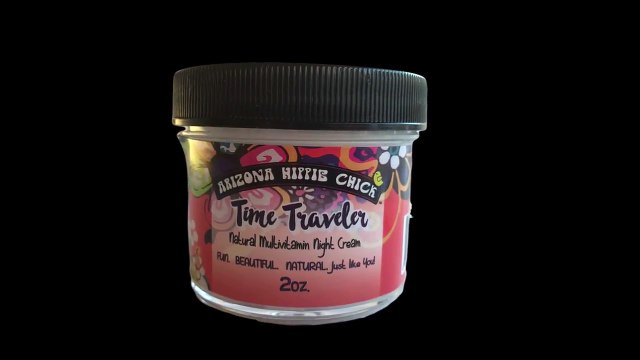 ARIZONA HIPPIE CHICK
Time Traveler
Natural Multivitamin Night Cream
FUN. BEAUTIFUL. NATURAL. just like you!
2oz.